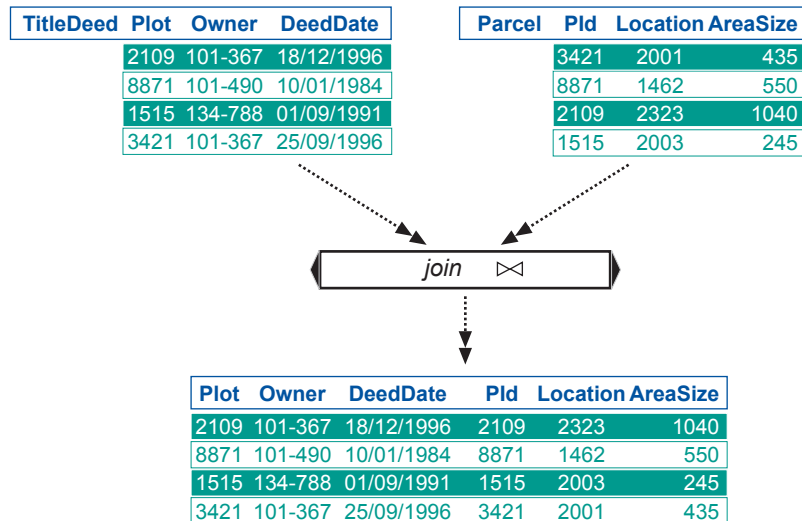 TitleDeed Plot Owner DeedDate
2109 101-367 18/12/1996
8871 101-490 10/01/1984
1515 134-788 01/09/1991
3421 101-367 25/09/1996
Parcel PId Location AreaSize
3421 2001 435
8871 1462 550
2109 2323 1040
1515 2003 245
join ⋈
Plot Owner DeedDate PId Location AreaSize
2109 101-367 18/12/1996 2109 2323 1040
8871 101-490 10/01/1984 8871 1462 550
1515 134-788 01/09/1991 1515 2003 245
3421 101-367 25/09/1996 3421 2001 435